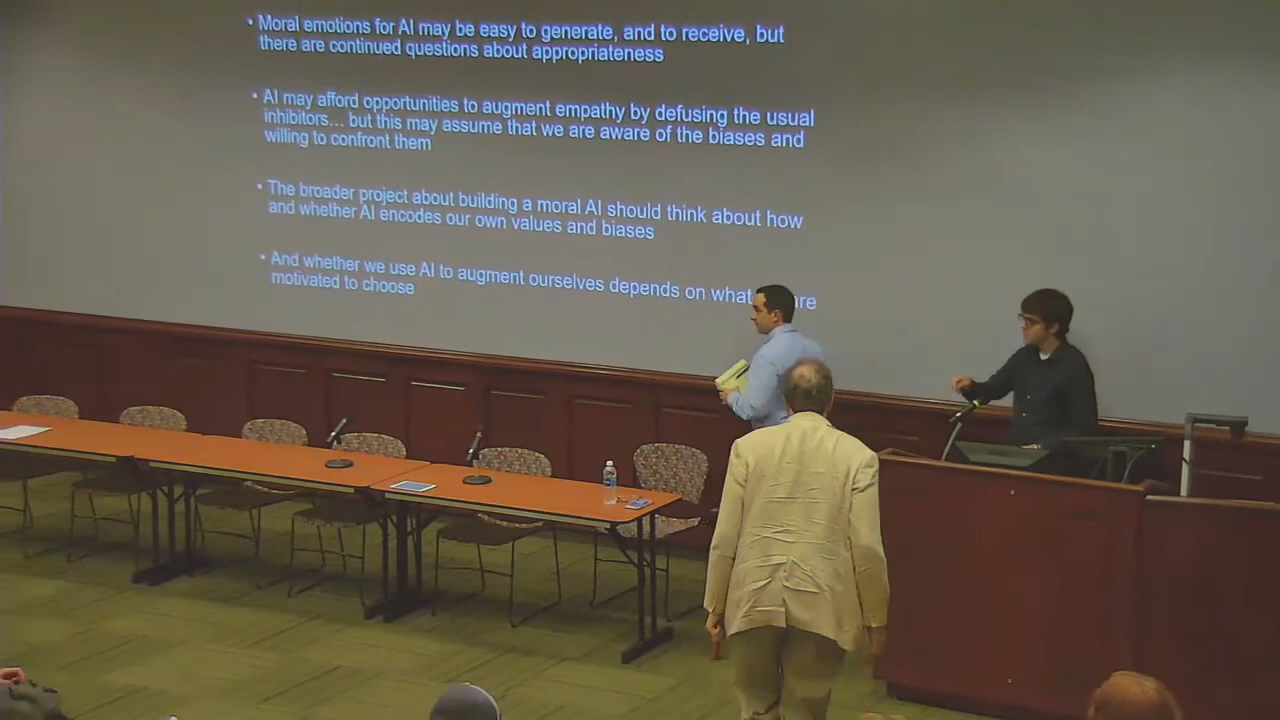 • Moral emotions for AI may be easy to generate, and to receive, but
there are continued questions about appropriateness
• AI may afford opportunities to augment empathy by defusing the usual
inhibitors... but this may assume that we are aware of the biases and
willing to confront them
• The broader project about building a moral AI should think about how
and whether AI encodes our own values and biases
• And whether we use AI to augment ourselves depends on what are
motivated to choose